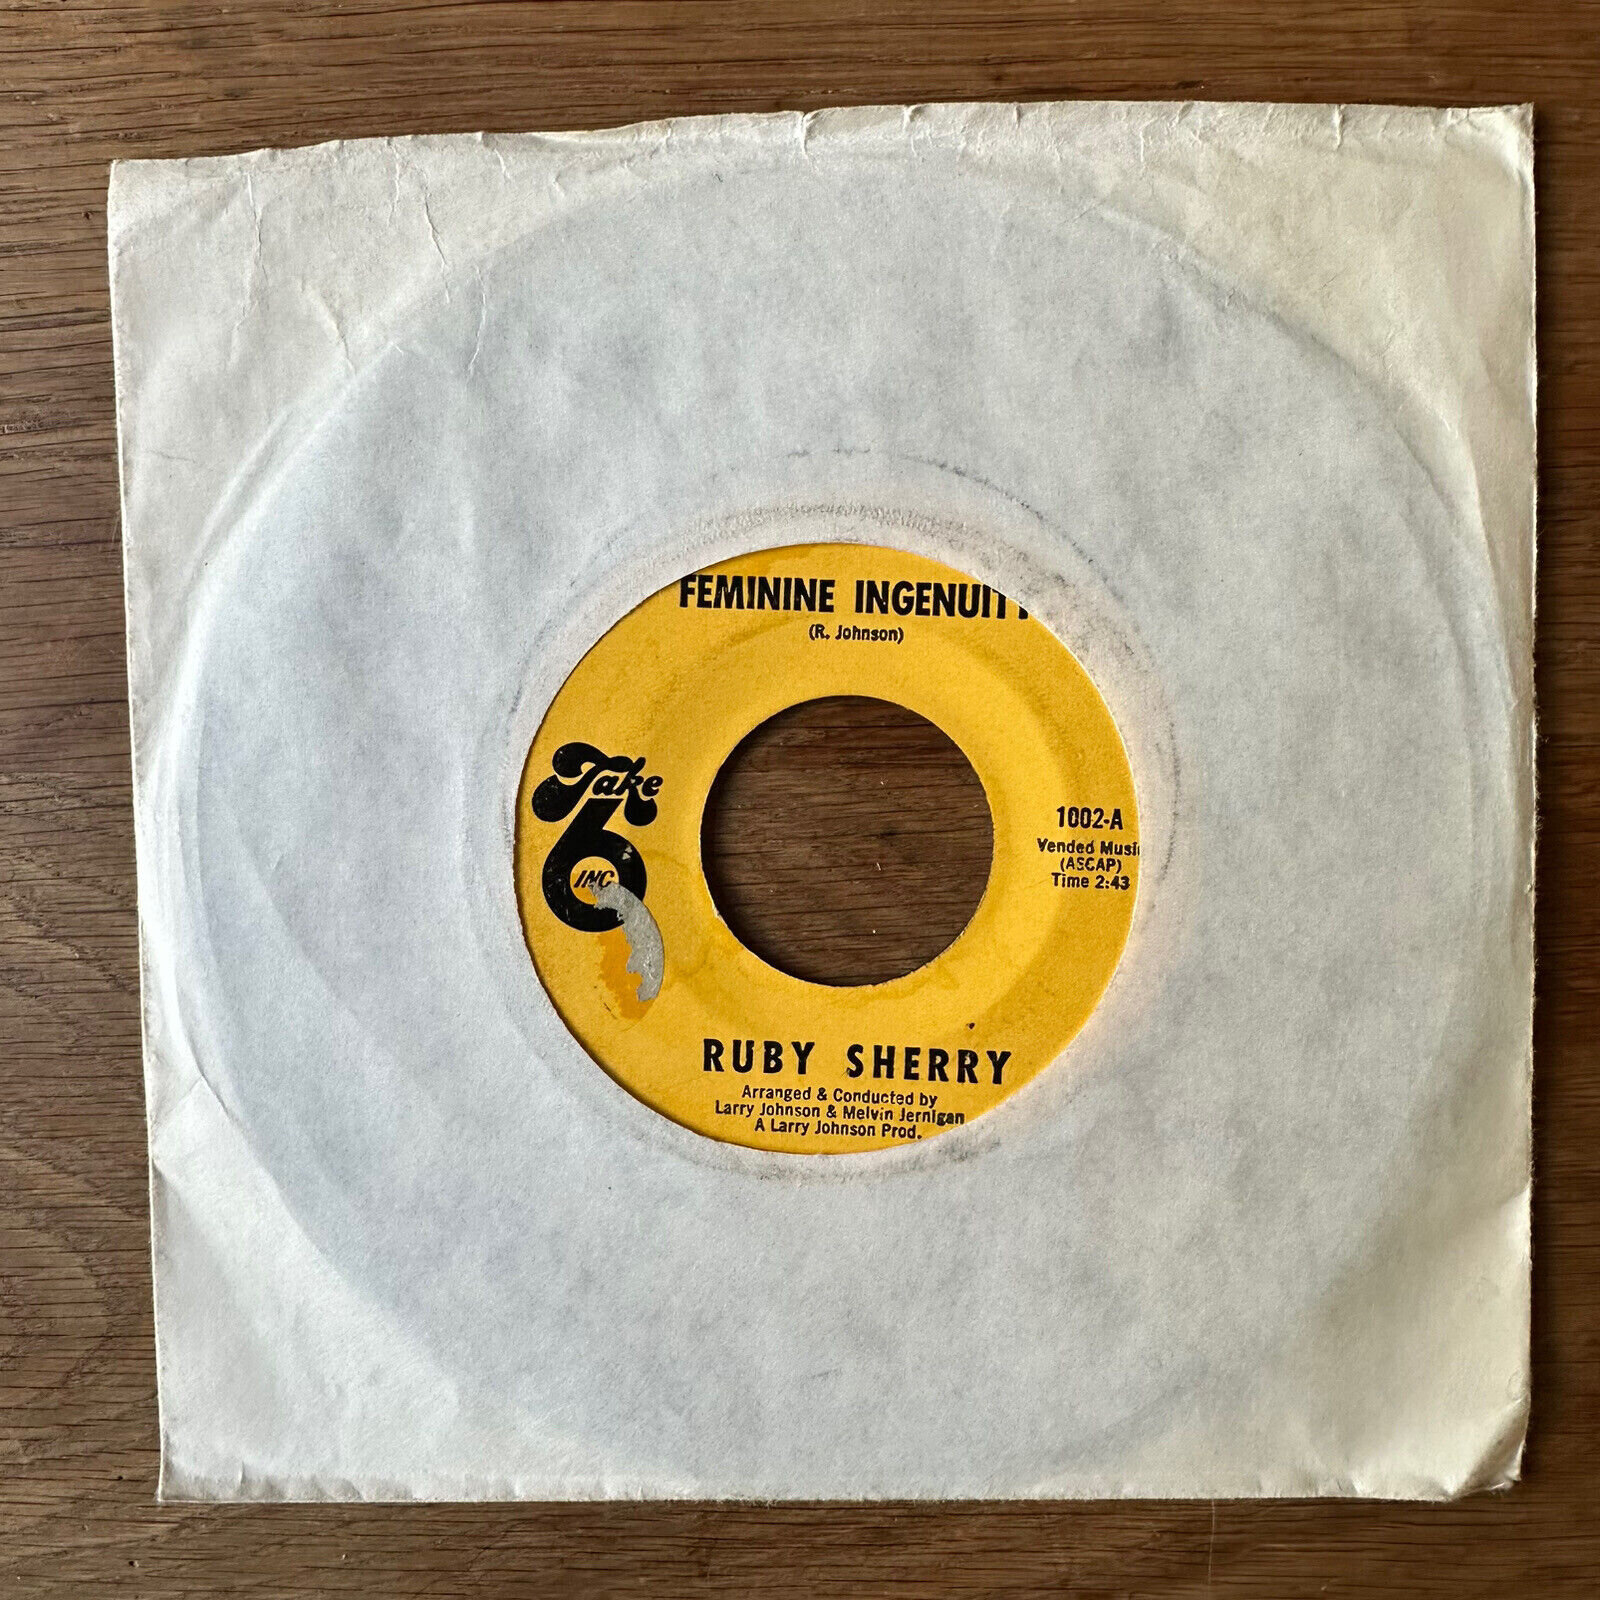 FEMININE INGENUITY
(R. Johnson)
Take
6
INC
1002-A
Vended Musi
(ASCAP)
Time 2:43
RUBY SHERRY
Arranged & Conducted by
Larry Johnson & Melvin Jernigan
A Larry Johnson Prod.